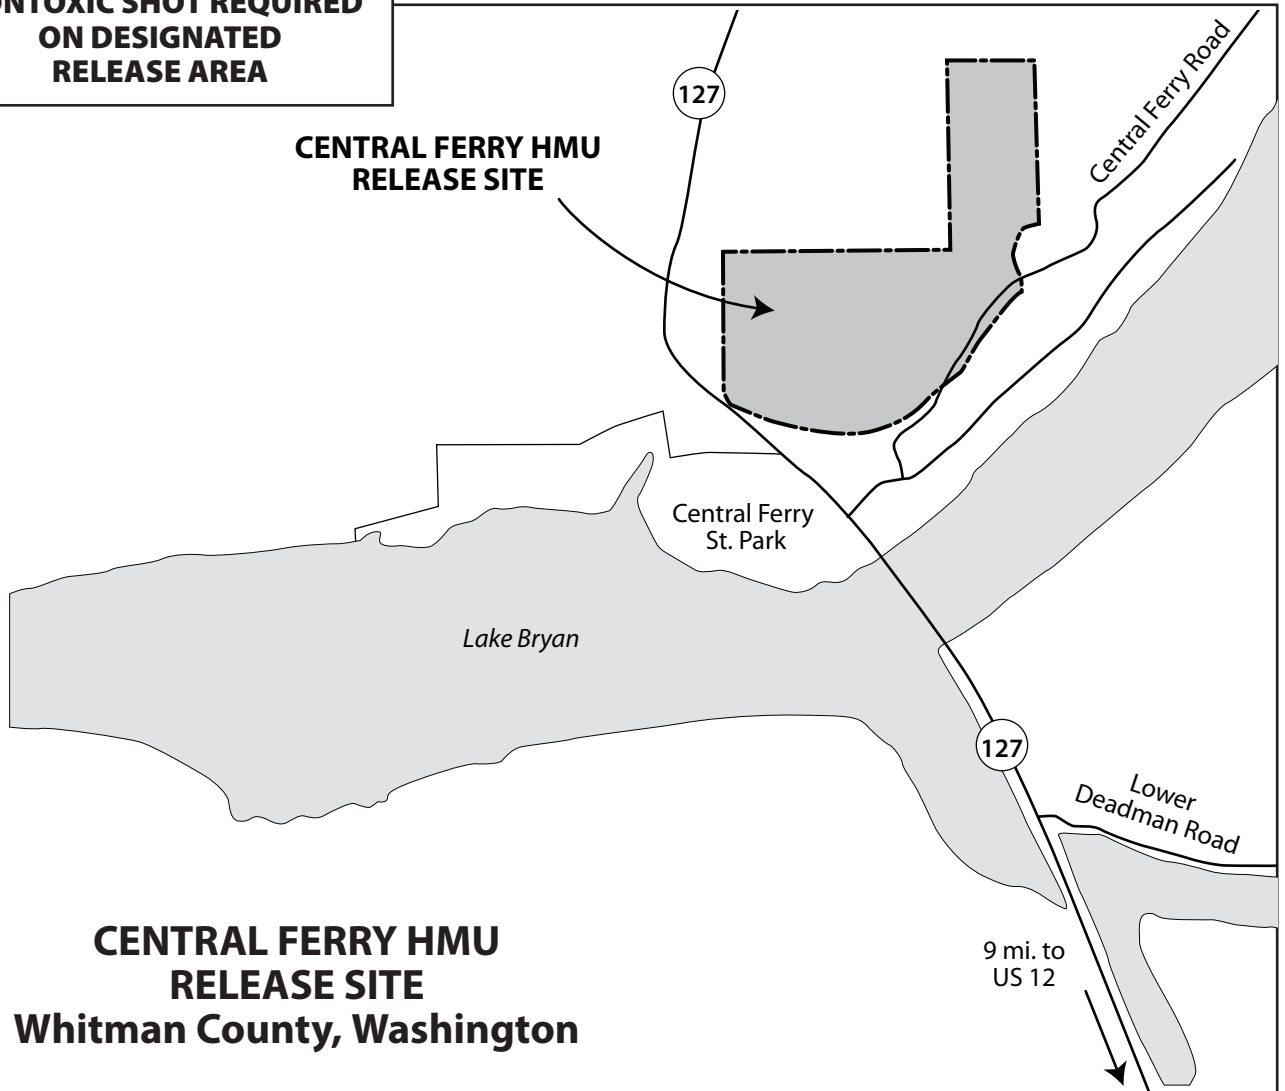 ONTOXIC SHOT REQUIRED
ON DESIGNATED
RELEASE AREA
127
Central Ferry Road
CENTRAL FERRY HMU
RELEASE SITE
Central Ferry
St. Park
Lake Bryan
127
Lower
Deadman Road
9 mi. to
US 12
CENTRAL FERRY HMU
RELEASE SITE
Whitman County, Washington